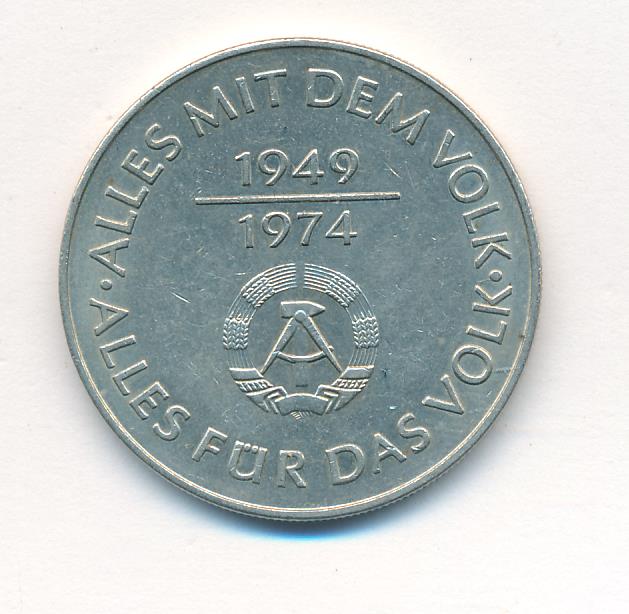 · ALLES MIT DEM VOLK ·
ALLES FÜR DAS VOLK
1949
1974